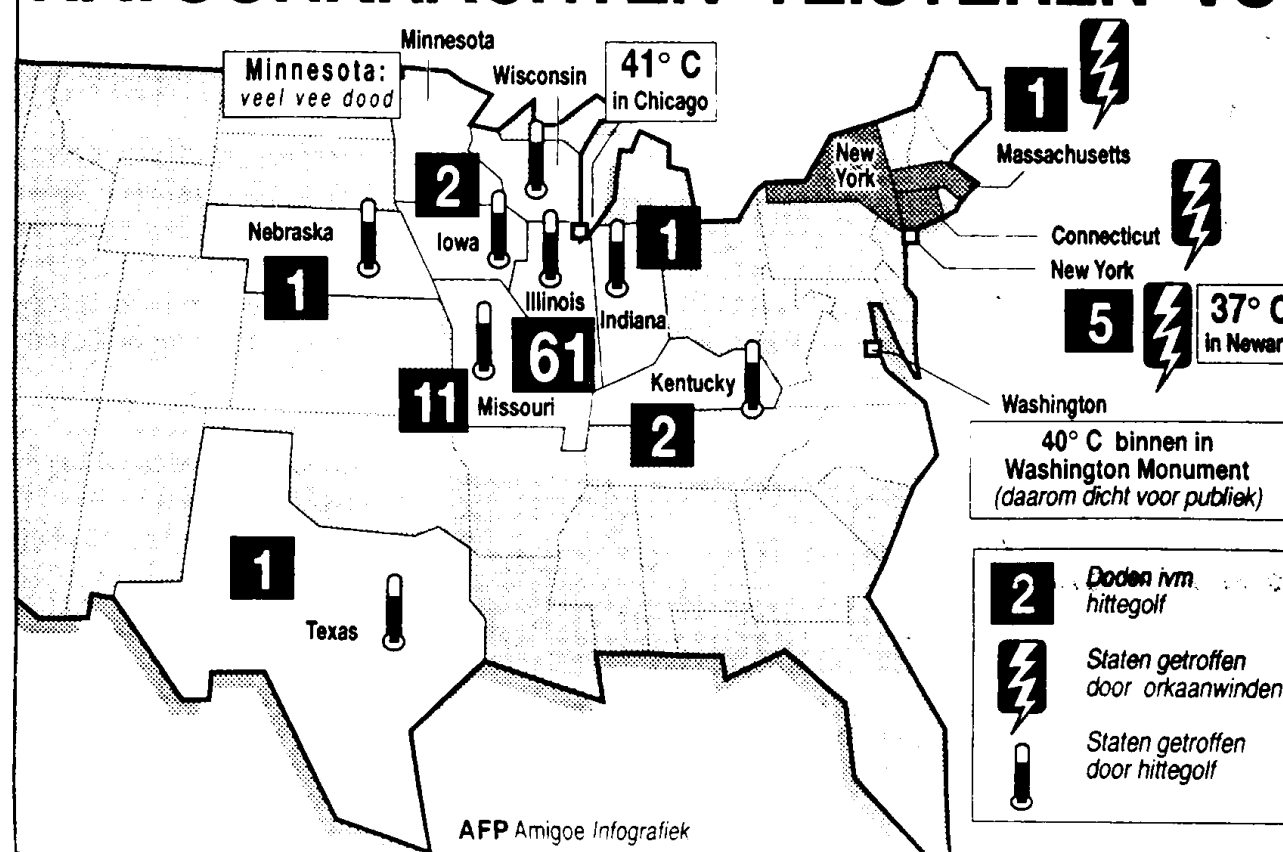 Minnesota
Minnesota:
veel vee dood
Wisconsin
41° C
in Chicago
1
Massachusetts
New
York
2
Nebraska
Iowa
1
1
Connecticut
New York
Illinois
Indiana
5
37° C
in Newar
61
11
Missouri
Kentucky
2
Washington
40° C binnen in
Washington Monument
(daarom dicht voor publiek)
1
Texas
2
Doden ivm
hittegolf
Staten getroffen
door orkaanwinden
Staten getroffen
door hittegolf
AFP Amigoe Infografiek